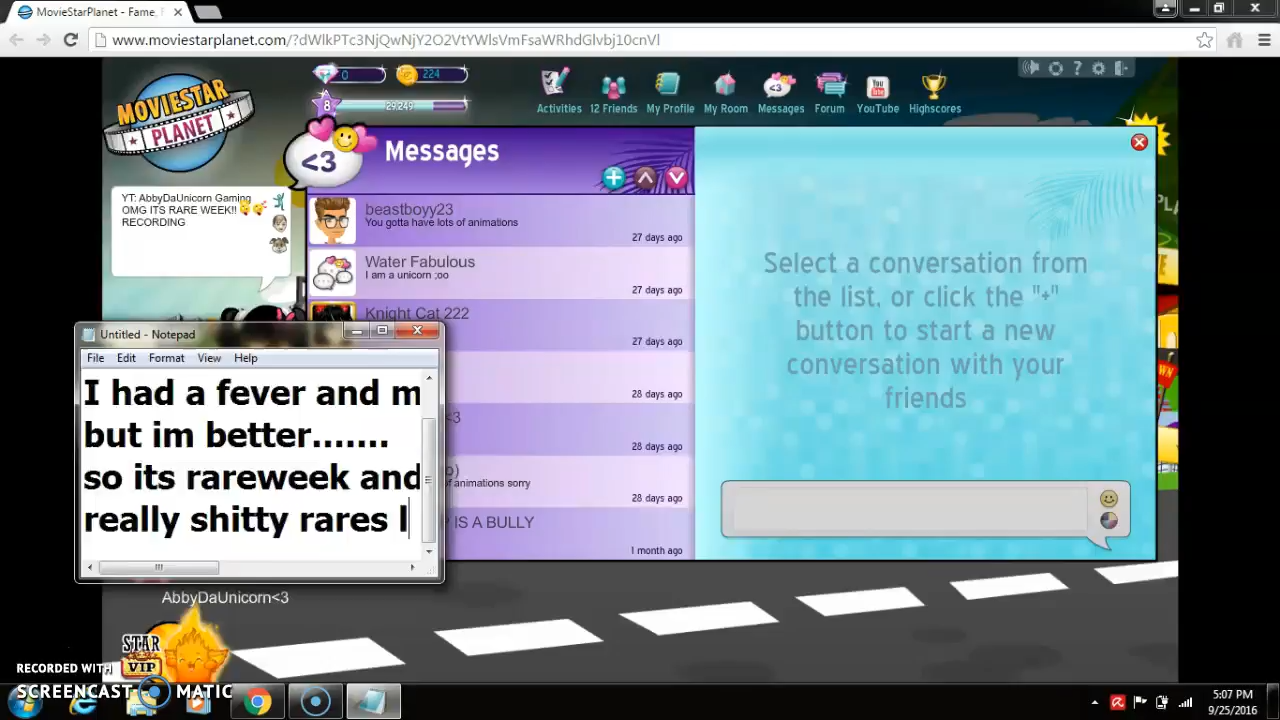 MovieStarPlanet - Fame, F
www.moviestarplanet.com/?dWlkPTc3NjQwNjY2O2VtYWlsVmFsaWRhdGlvbj10cnVl
MOVIESTAR
PLANET
0
224
8
29249
Activities
12 Friends
My Profile
My Room
<3
Messages
Forum
You
Tube
YouTube
Highscores
<3
Messages
YT: AbbyDaUnicorn Gaming
OMG ITS RARE WEEK!!
RECORDING
beastboyy23
You gotta have lots of animations
27 days ago
Water Fabulous
I am a unicorn ;oo
27 days ago
Knight Cat 222
27 days ago
28 days ago
<3
28 days ago
of animations sorry
28 days ago
IS A BULLY
1 month ago
Select a conversation from
the list, or click the "+"
button to start a new
conversation with your
friends
Untitled - Notepad
File Edit Format View Help
I had a fever and m
but im better.......
so its rareweek and
really shitty rares l
AbbyDaUnicorn<3
STAR
VIP
RECORDED WITH
SCREENCAST MATIC
5:07 PM
9/25/2016